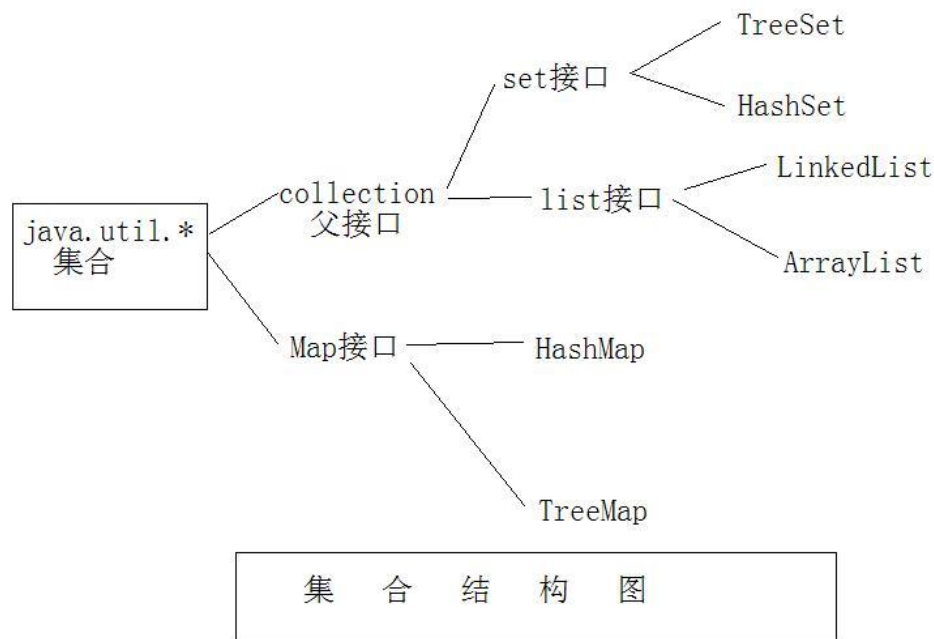 TreeSet
set接口
HashSet
LinkedList
collection
父接口
list接口
java.util.*
集合
ArrayList
Map接口
HashMap
TreeMap
集 合 结 构 图